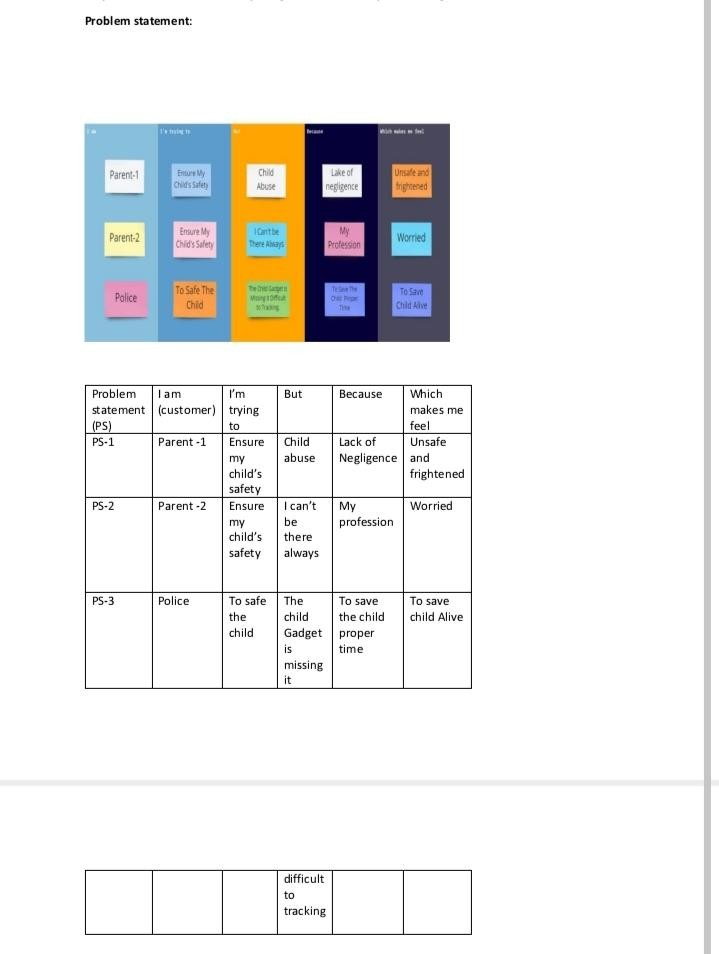 Problem statement:
I am
I'm trying to
But
Because
Which makes me feel
Parent-1
Ensure My
Child's Safety
Child
Abuse
Lake of
negligence
Unsafe and
frightened
Parent-2
Ensure My
Child's Safety
I Can't be
There Always
My
Profession
Worried
Police
To Safe The
Child
The Child Gadget is
Missing it Difficult
to Tracking
To Save The
Child Proper
Time
To Save
Child Alive
Problem
statement
(PS)
I am
(customer)
I'm
trying
to
But
Because
Which
makes me
feel
PS-1
Parent -1
Ensure
my
child's
safety
Child
abuse
Lack of
Negligence
Unsafe
and
frightened
PS-2
Parent -2
Ensure
my
child's
safety
I can't
be
there
always
My
profession
Worried
PS-3
Police
To safe
the
child
The
child
Gadget
is
missing
it
To save
the child
proper
time
To save
child Alive
difficult
to
tracking